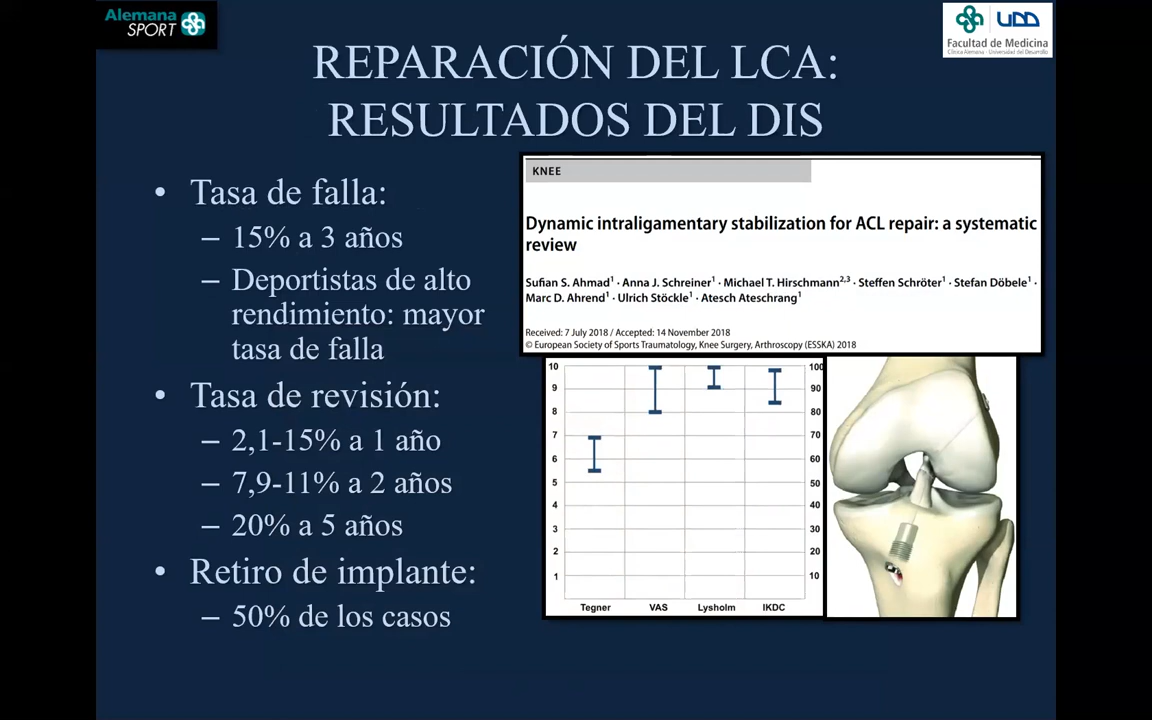 Alemana
SPORT
UDD
Facultad de Medicina
Clínica Alemana - Universidad del Desarrollo
REPARACIÓN DEL LCA:
RESULTADOS DEL DIS
• Tasa de falla:
– 15% a 3 años
– Deportistas de alto
rendimiento: mayor
tasa de falla
• Tasa de revisión:
– 2,1-15% a 1 año
– 7,9-11% a 2 años
– 20% a 5 años
• Retiro de implante:
– 50% de los casos
KNEE
Dynamic intraligamentary stabilization for ACL repair: a systematic
review
Sufian S. Ahmad1 · Anna J. Schreiner1 · Michael T. Hirschmann2,3 · Steffen Schröter1 · Stefan Döbele1 ·
Marc D. Ahrend1 · Ulrich Stöckle1 · Atesch Ateschrang1
Received: 7 July 2018 / Accepted: 14 November 2018
© European Society of Sports Traumatology, Knee Surgery, Arthroscopy (ESSKA) 2018
10 100
9 90
8 80
7 70
6 60
5 50
4 40
3 30
2 20
1 10
Tegner VAS Lysholm IKDC